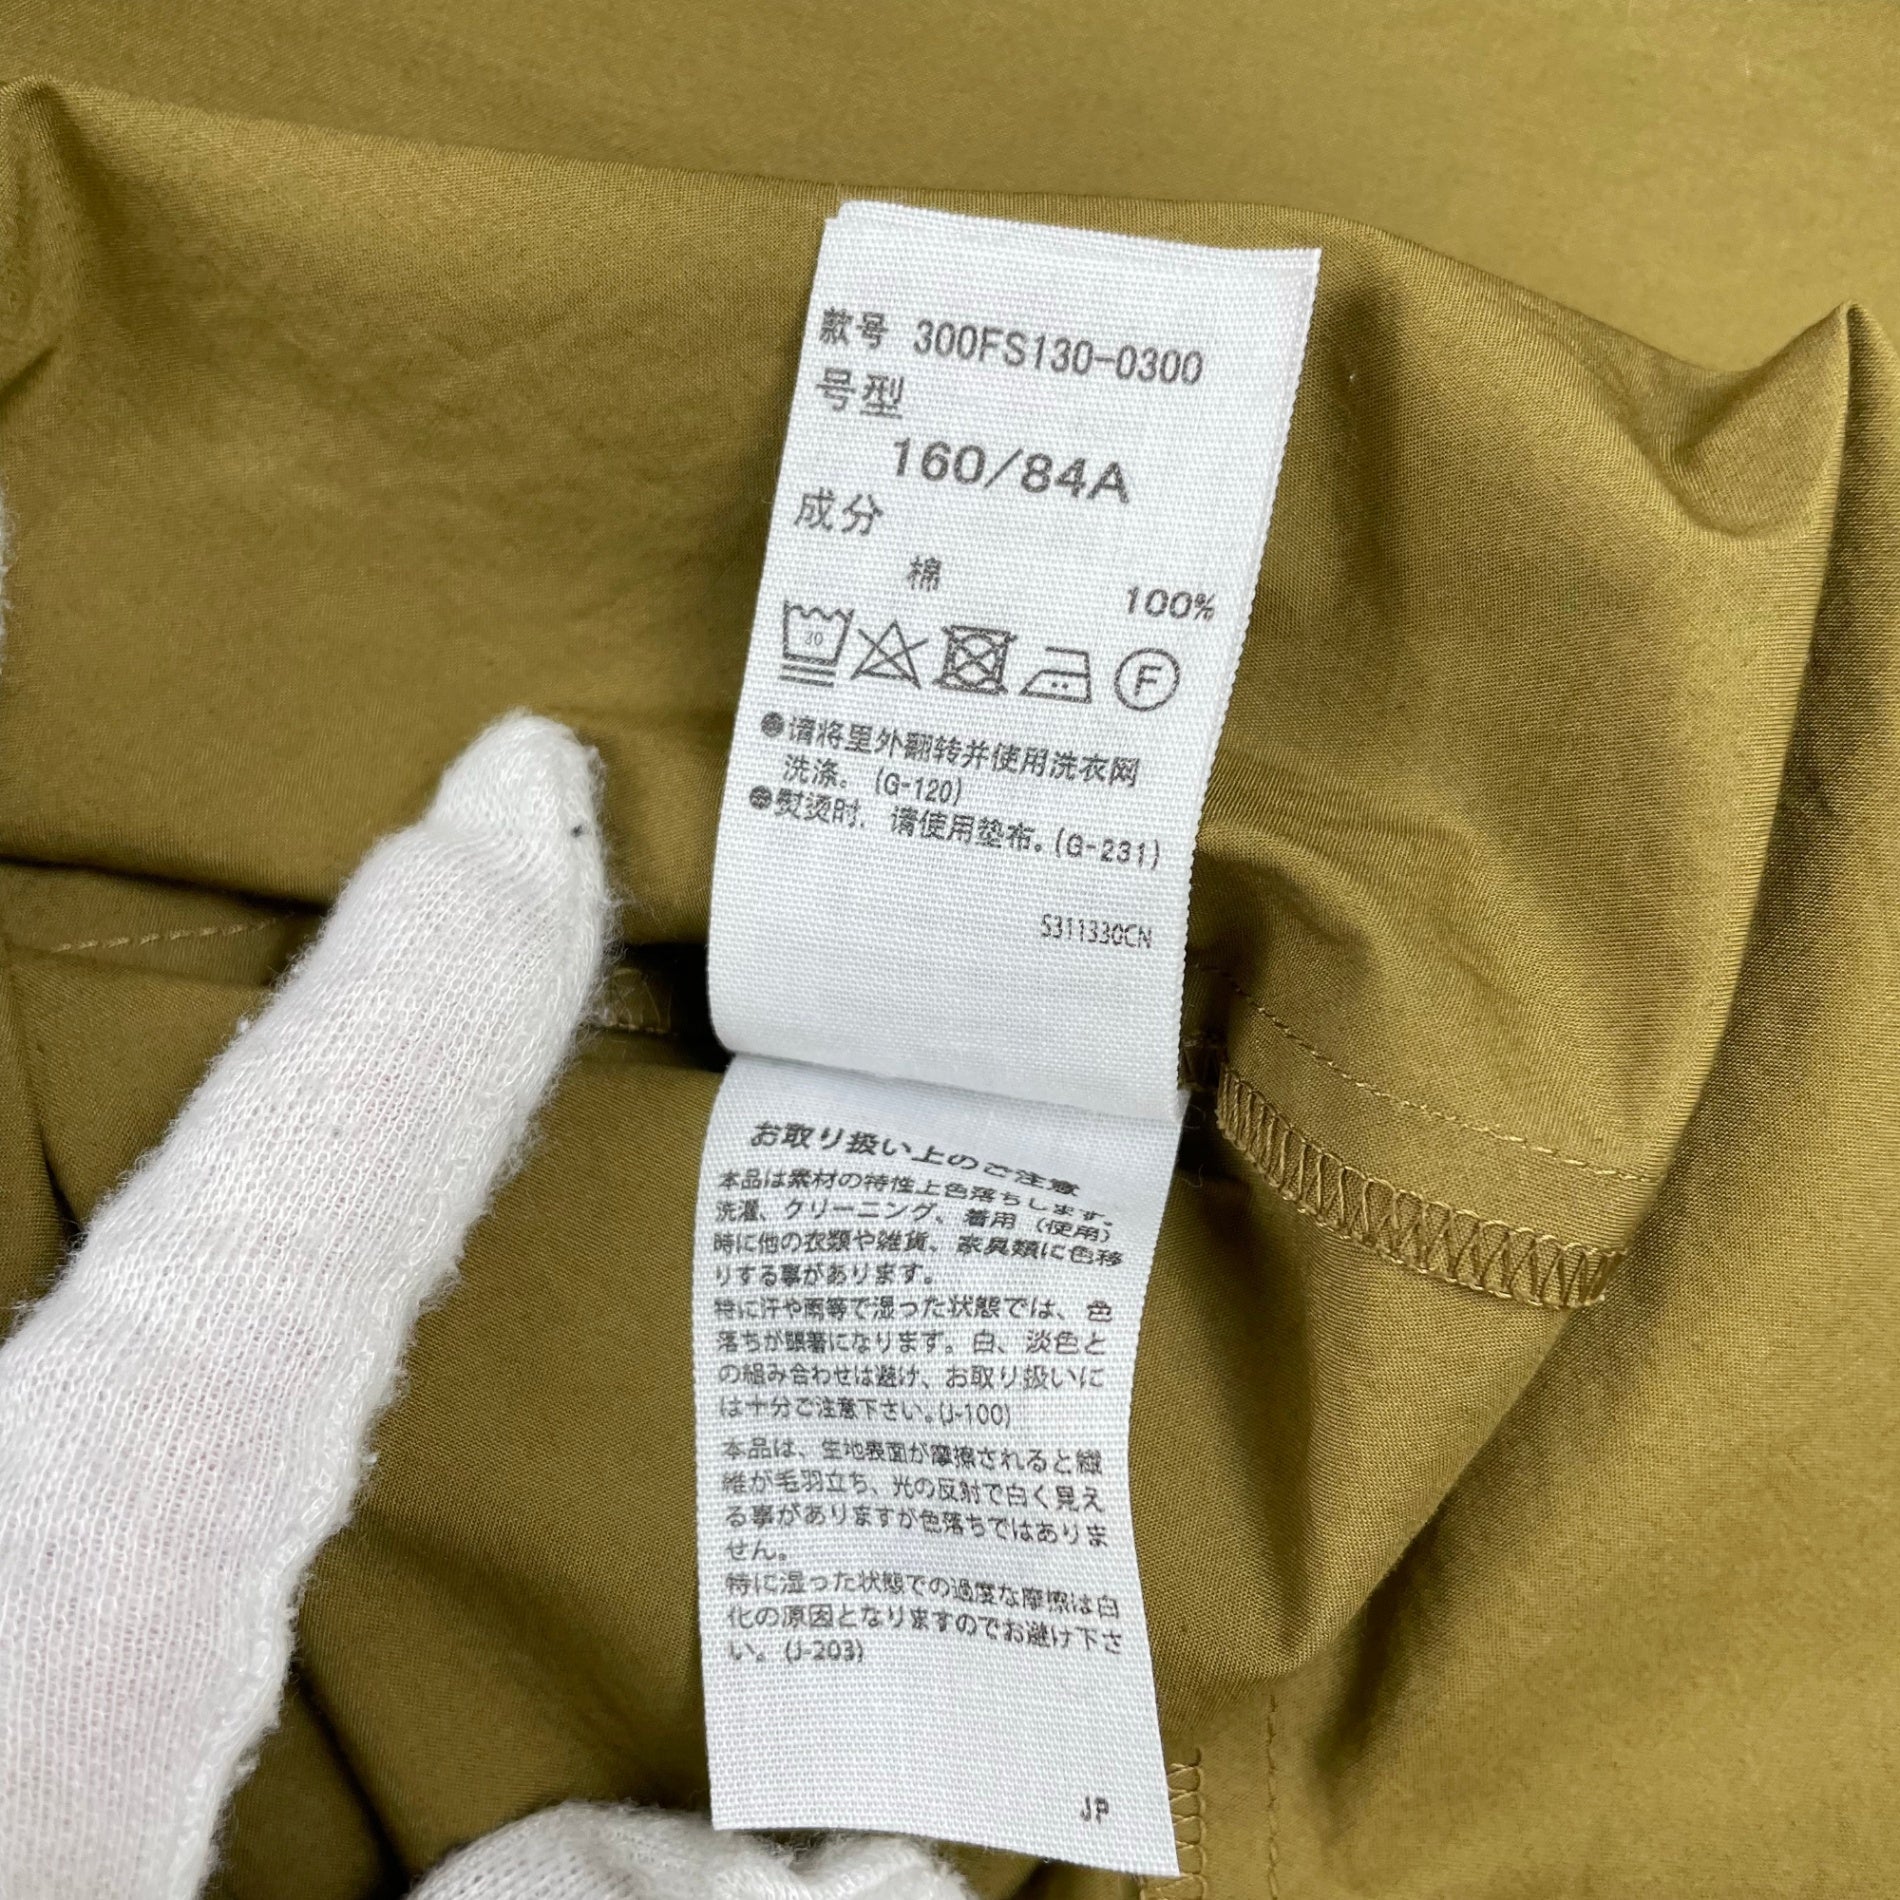 款号 300FS130-0300
号型
160/84A
成分
棉 100%
30
F
●请将里外翻转并使用洗衣网
洗涤。(G-120)
●熨烫时,请使用垫布。(G-231)
S311330CN
お取り扱い上のご注意
本品は素材の特性上色落ちします。
洗濯、クリーニング、着用(使用)
時に他の衣類や雑貨、家具類に色移
りする事があります。
特に汗や雨等で湿った状態では、色
落ちが顕著になります。白、淡色と
の組み合わせは避け、お取り扱いに
は十分ご注意下さい。(J-100)
本品は、生地表面が摩擦されると繊
維が毛羽立ち、光の反射で白く見え
る事がありますが色落ちではありま
せん。
特に湿った状態での過度な摩擦は白
化の原因となりますのでお避け下さ
い。(J-203)
JP